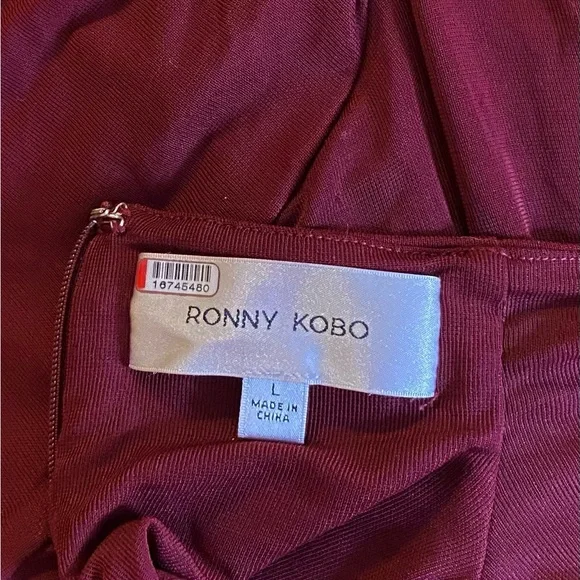 16745480
RONNY KOBO
L
MADE IN
CHINA